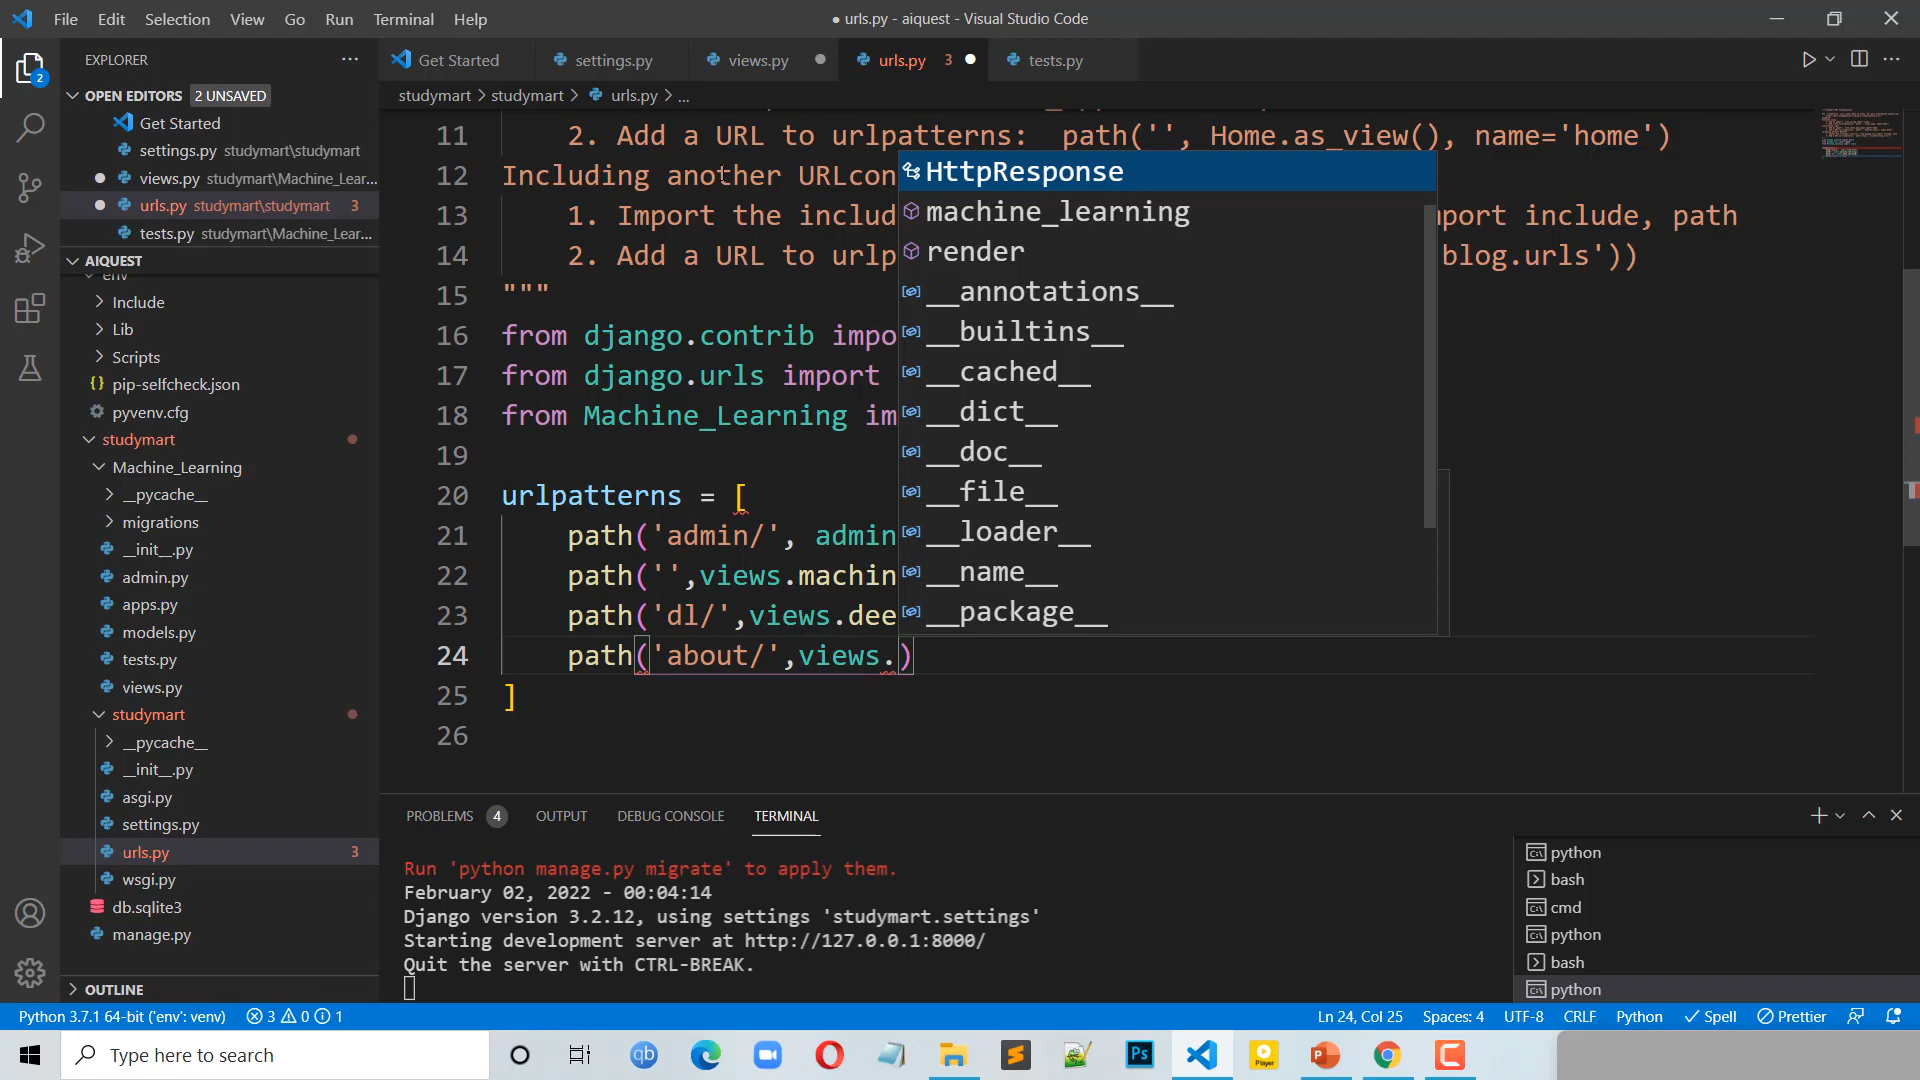 File Edit Selection View Go Run Terminal Help
● urls.py - aiquest - Visual Studio Code
EXPLORER
Get Started settings.py views.py urls.py 3 tests.py
2
OPEN EDITORS 2 UNSAVED
Get Started
settings.py studymart\studymart
views.py studymart\Machine_Lear...
urls.py studymart\studymart 3
tests.py studymart\Machine_Lear...
AIQUEST
env
Include
Lib
Scripts
pip-selfcheck.json
pyvenv.cfg
studymart
Machine_Learning
__pycache__
migrations
__init__.py
admin.py
apps.py
models.py
tests.py
views.py
studymart
__pycache__
__init__.py
asgi.py
settings.py
urls.py 3
wsgi.py
db.sqlite3
manage.py
OUTLINE
studymart > studymart > urls.py > ...
11 2. Add a URL to urlpatterns: path('', Home.as_view(), name='home')
12 Including another URLcon
13 1. Import the includ port include, path
14 2. Add a URL to urlp blog.urls'))
15 """
16 from django.contrib impo
17 from django.urls import
18 from Machine_Learning im
19
20 urlpatterns = [
21 path('admin/', admin
22 path('',views.machin
23 path('dl/',views.dee
24 path('about/',views.)
25 ]
26
HttpResponse
machine_learning
render
__annotations__
__builtins__
__cached__
__dict__
__doc__
__file__
__loader__
__name__
__package__
PROBLEMS 4 OUTPUT DEBUG CONSOLE TERMINAL
Run 'python manage.py migrate' to apply them.
February 02, 2022 - 00:04:14
Django version 3.2.12, using settings 'studymart.settings'
Starting development server at http://127.0.0.1:8000/
Quit the server with CTRL-BREAK.
python
bash
cmd
python
bash
python
Python 3.7.1 64-bit ('env': venv) 3 0 1
Ln 24, Col 25 Spaces: 4 UTF-8 CRLF Python Spell Prettier
Type here to search
qb
Ps
Player